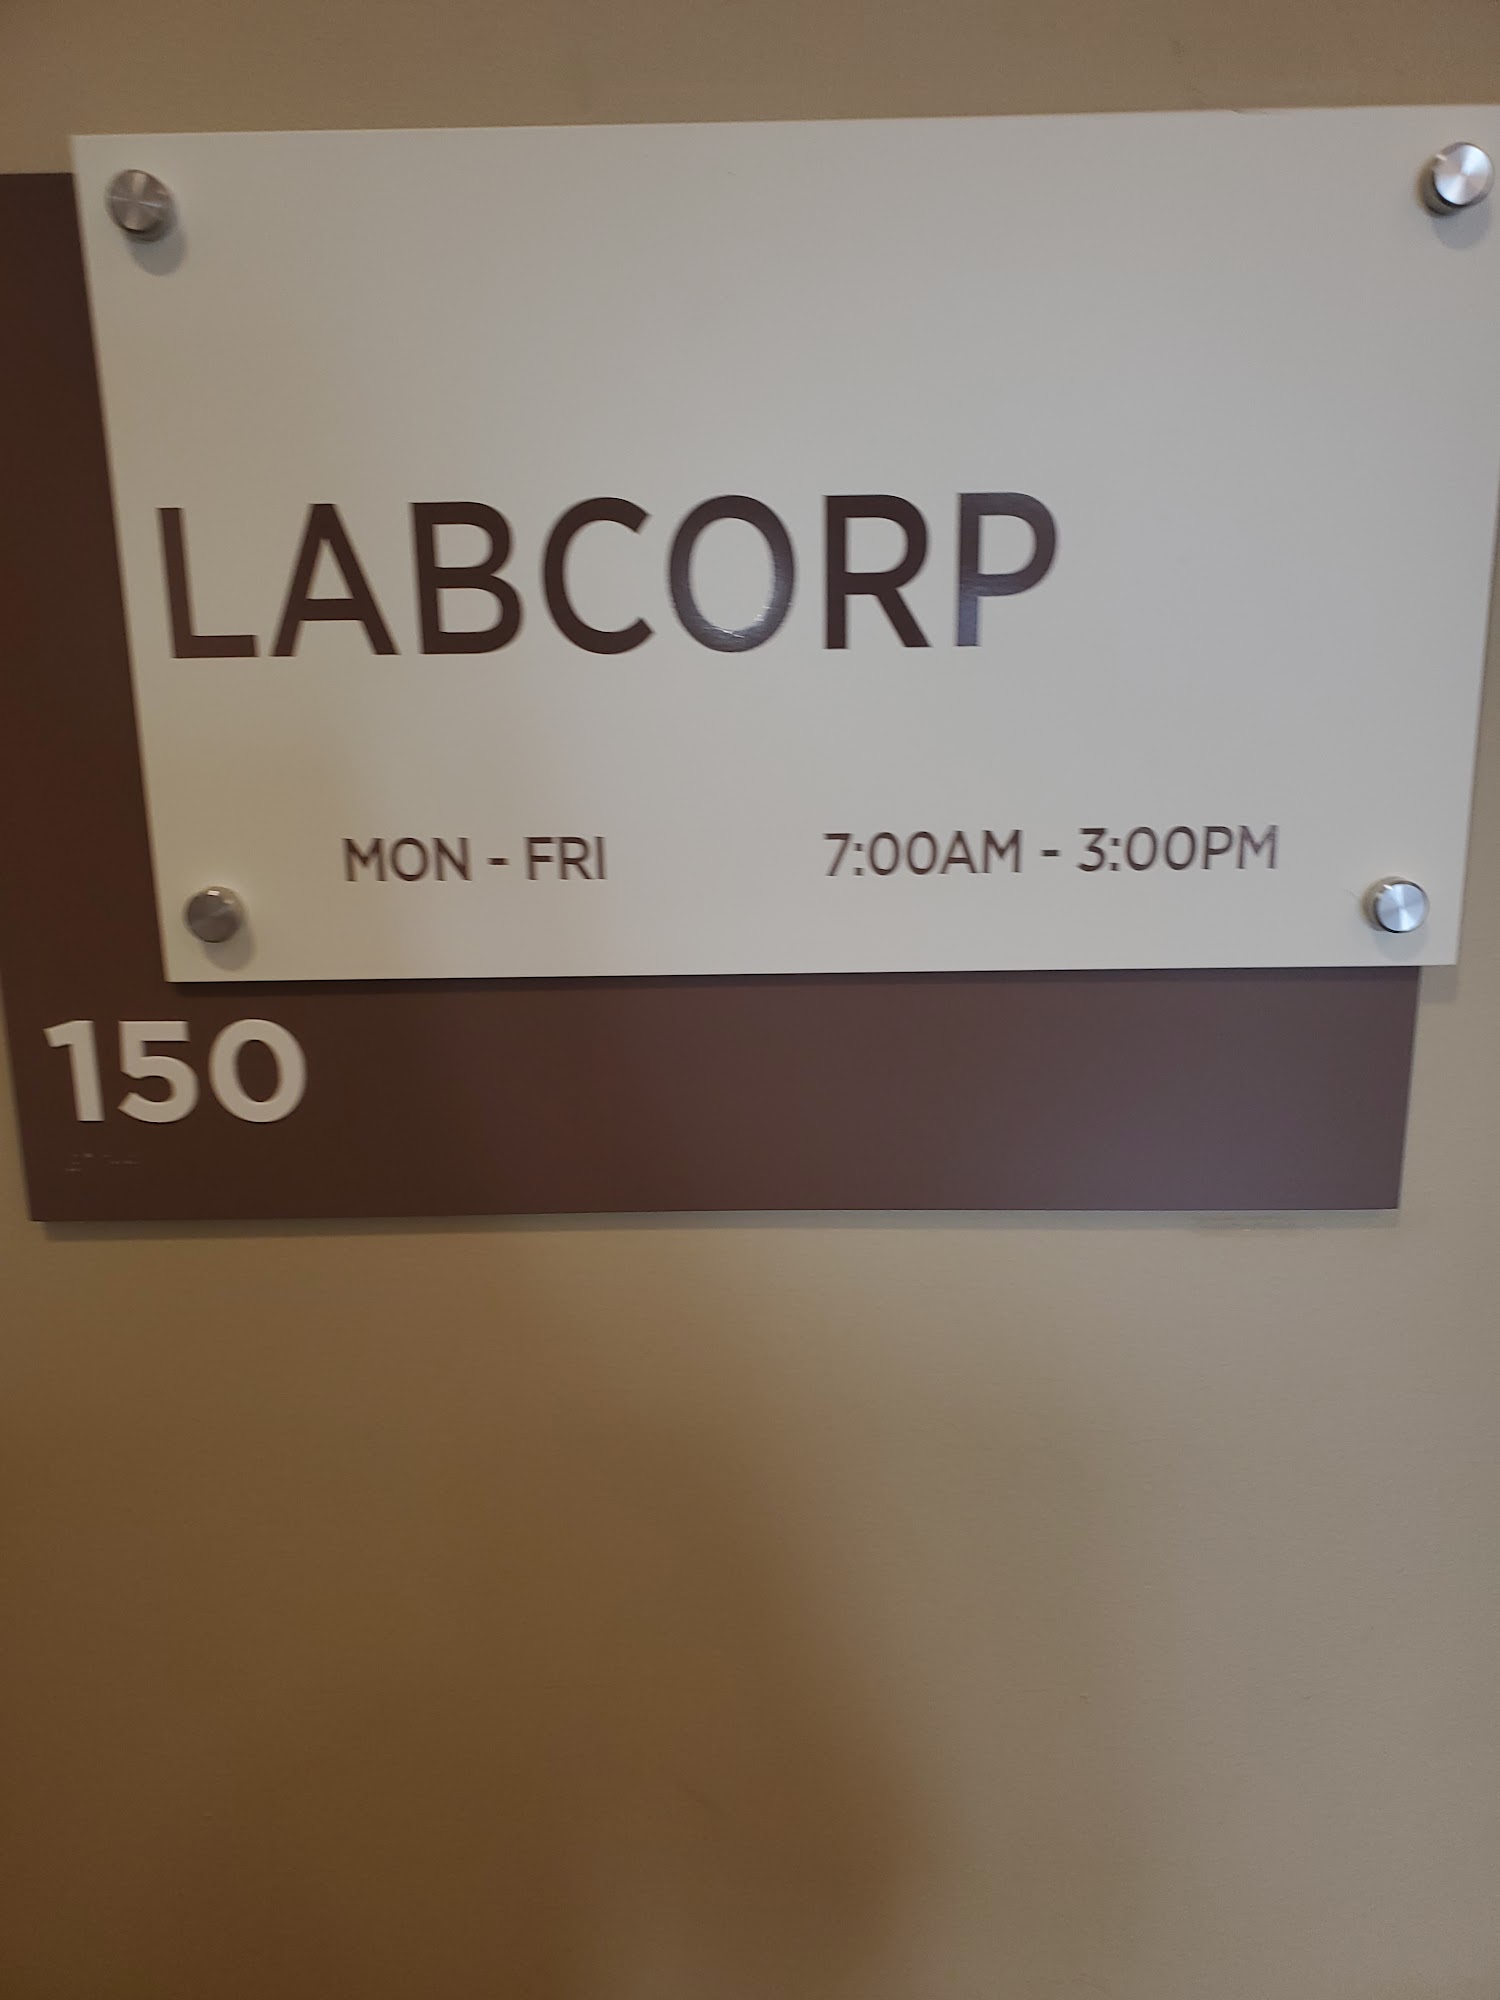 LABCORP
MON - FRI 7:00AM - 3:00PM
150